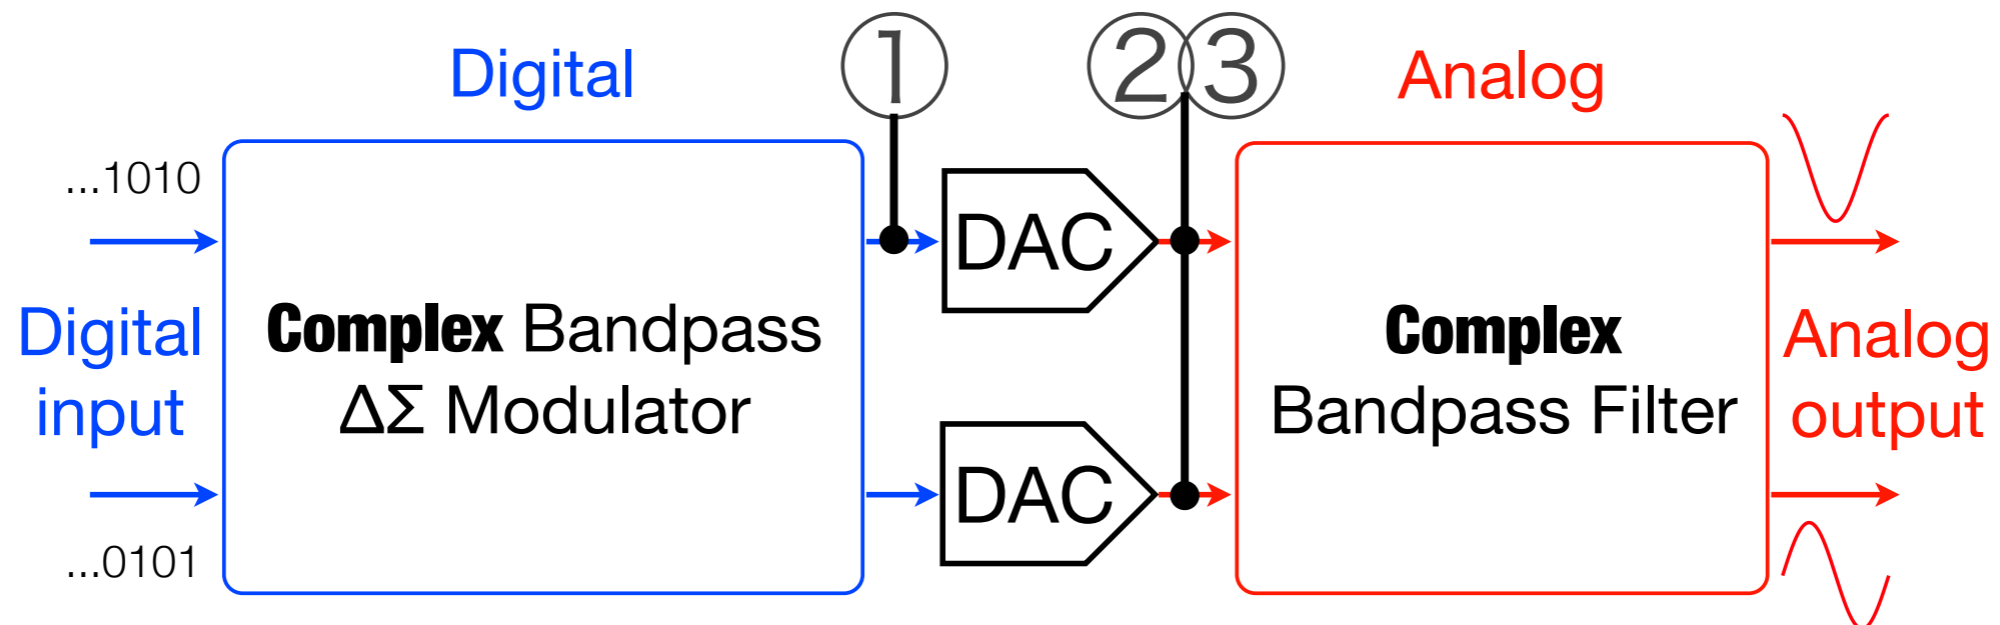 Digital
①
②③
Analog
...1010
DAC
Digital
input
Complex Bandpass
ΔΣ Modulator
Complex
Bandpass Filter
Analog
output
DAC
...0101